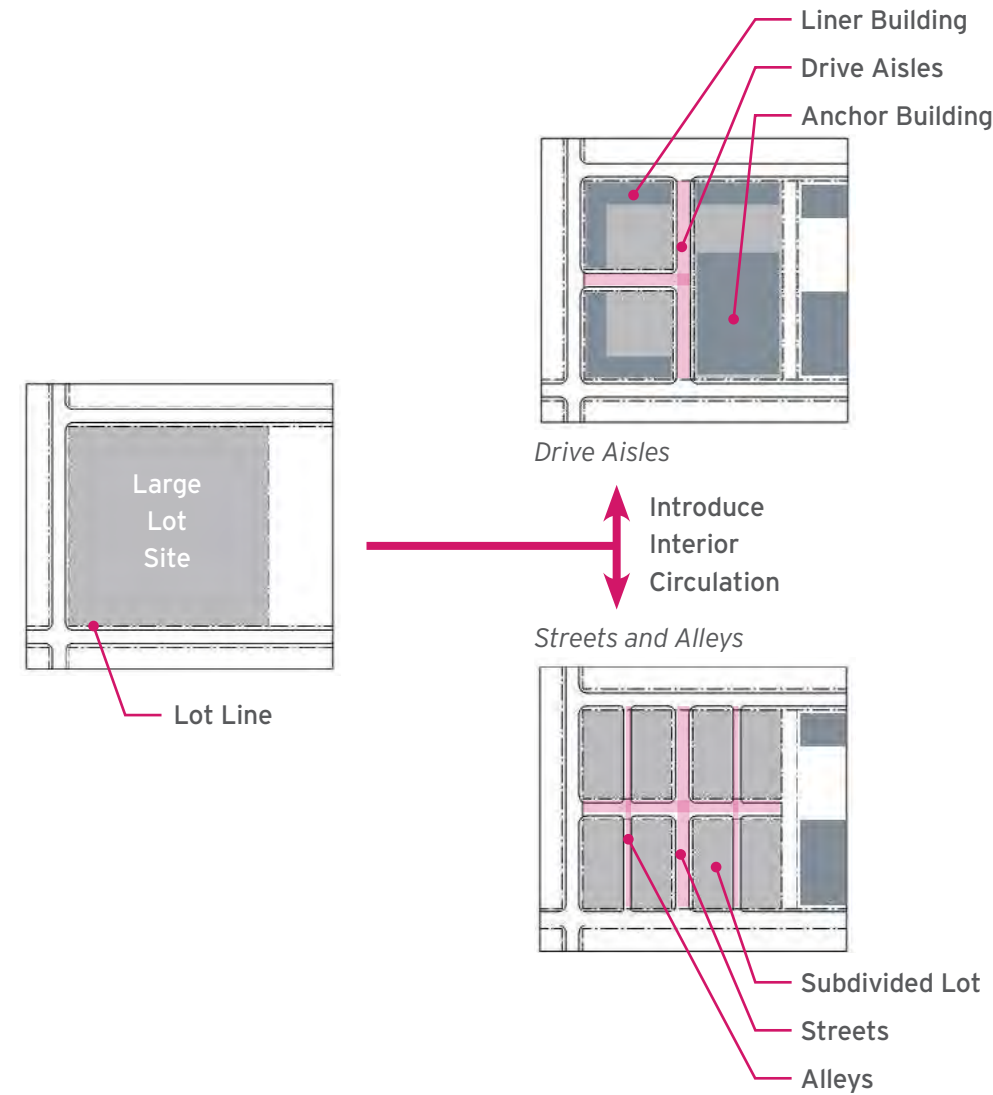 Liner Building
Drive Aisles
Anchor Building
Drive Aisles
Large
Lot
Site
Lot Line
Introduce
Interior
Circulation
Streets and Alleys
Subdivided Lot
Streets
Alleys